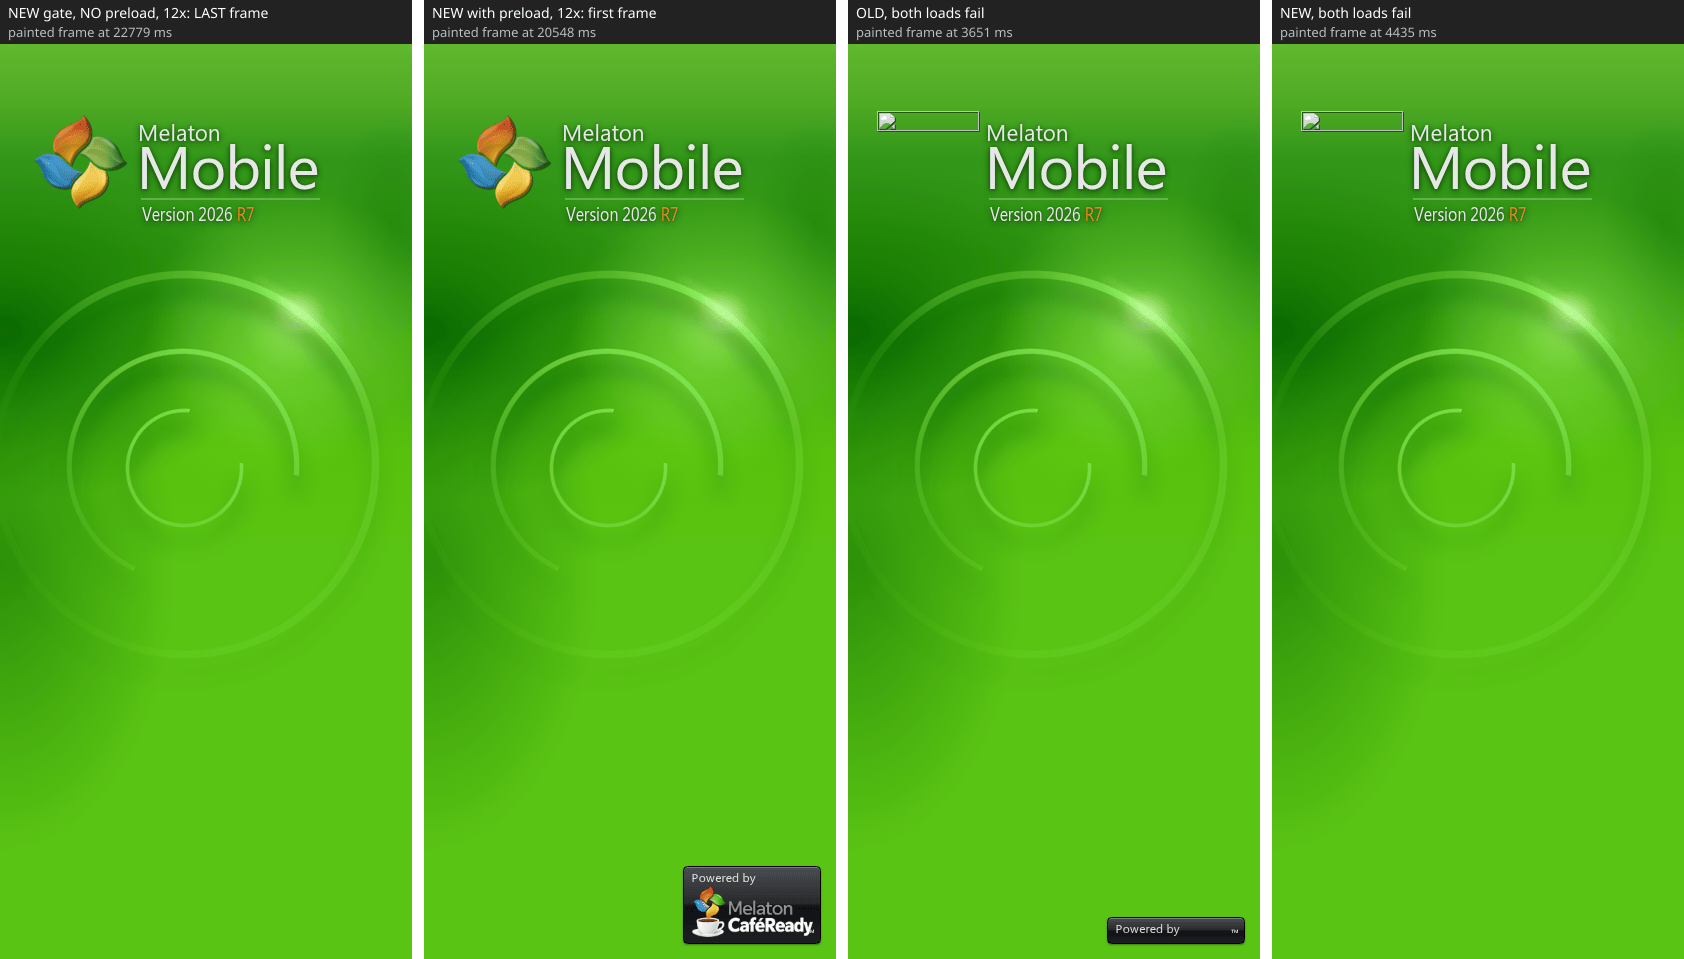 NEW gate, NO preload, 12x: LAST frame
painted frame at 22779 ms
Melaton
Mobile
Version 2026 R7
NEW with preload, 12x: first frame
painted frame at 20548 ms
Melaton
Mobile
Version 2026 R7
Powered by
Melaton
CaféReady™
OLD, both loads fail
painted frame at 3651 ms
Melaton
Mobile
Version 2026 R7
Powered by ™
NEW, both loads fail
painted frame at 4435 ms
Melaton
Mobile
Version 2026 R7